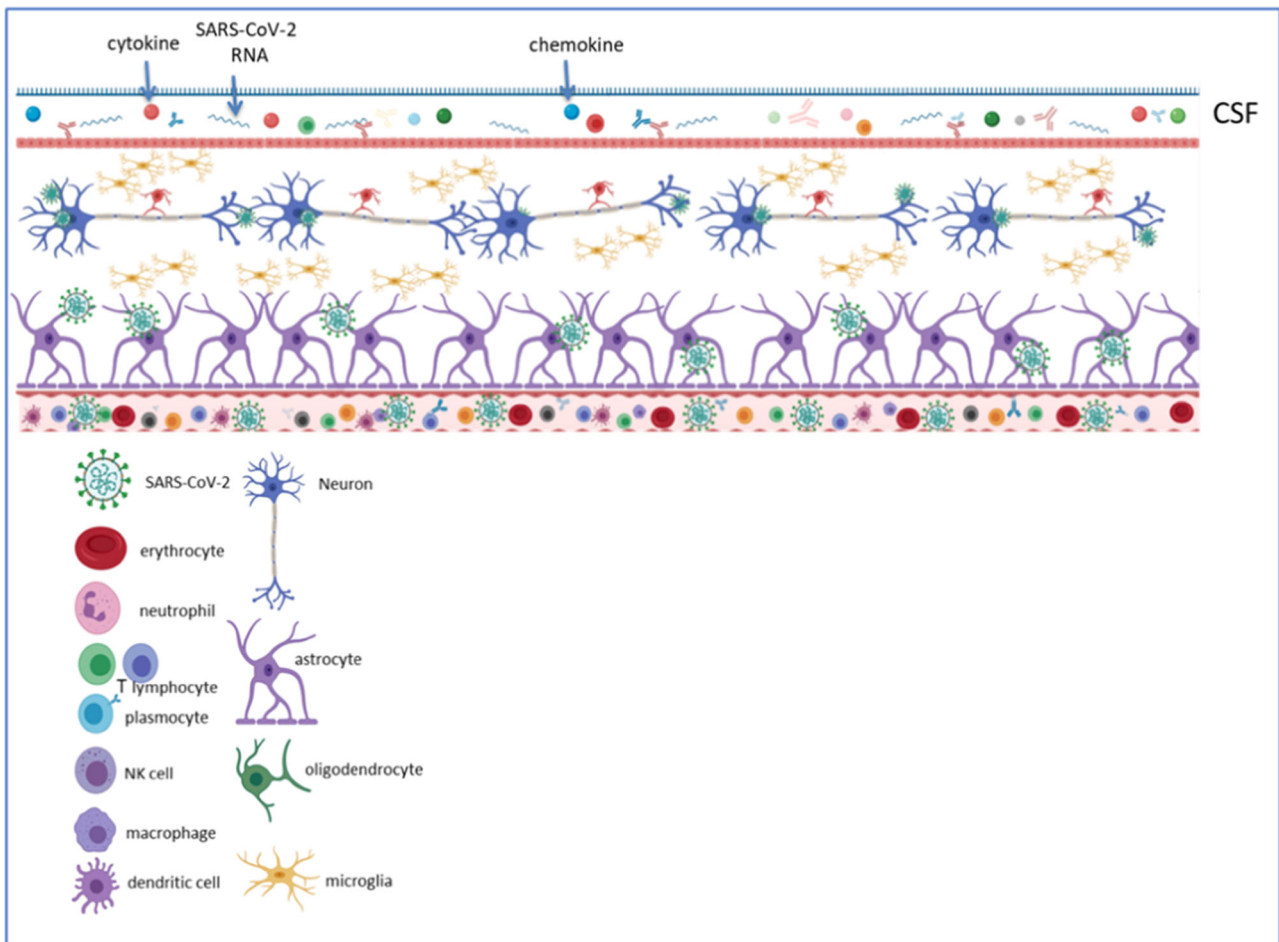 cytokine
SARS-CoV-2
RNA
chemokine
CSF
SARS-CoV-2
Neuron
erythrocyte
neutrophil
T lymphocyte
astrocyte
plasmocyte
NK cell
oligodendrocyte
macrophage
dendritic cell
microglia